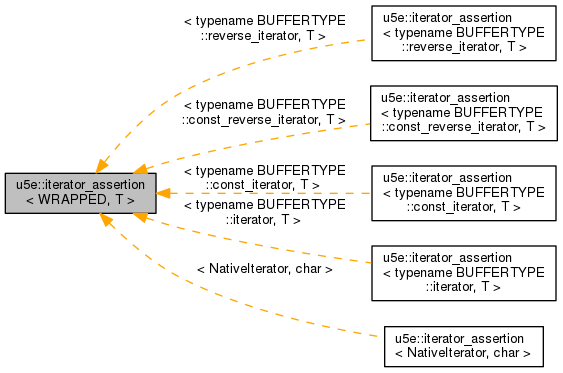 u5e::iterator_assertion
< WRAPPED, T >
< typename BUFFERTYPE
::reverse_iterator, T >
u5e::iterator_assertion
< typename BUFFERTYPE
::reverse_iterator, T >
< typename BUFFERTYPE
::const_reverse_iterator, T >
u5e::iterator_assertion
< typename BUFFERTYPE
::const_reverse_iterator, T >
< typename BUFFERTYPE
::const_iterator, T >
u5e::iterator_assertion
< typename BUFFERTYPE
::const_iterator, T >
< typename BUFFERTYPE
::iterator, T >
u5e::iterator_assertion
< typename BUFFERTYPE
::iterator, T >
< NativeIterator, char >
u5e::iterator_assertion
< NativeIterator, char >